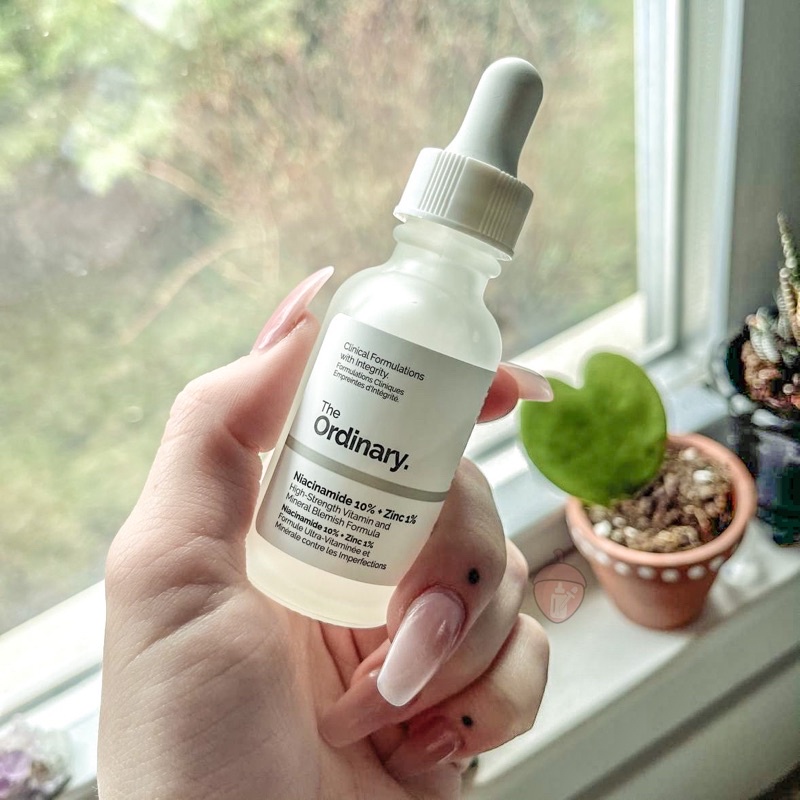 Clinical Formulations
with Integrity.
Formulations Cliniques
Empreintes d'Intégrité.
The
Ordinary.
Niacinamide 10% + Zinc 1%
High-Strength Vitamin and
Mineral Blemish Formula
Niacinamide 10% + Zinc 1%
Formule Ultra-Vitaminée et
Minérale contre les Imperfections